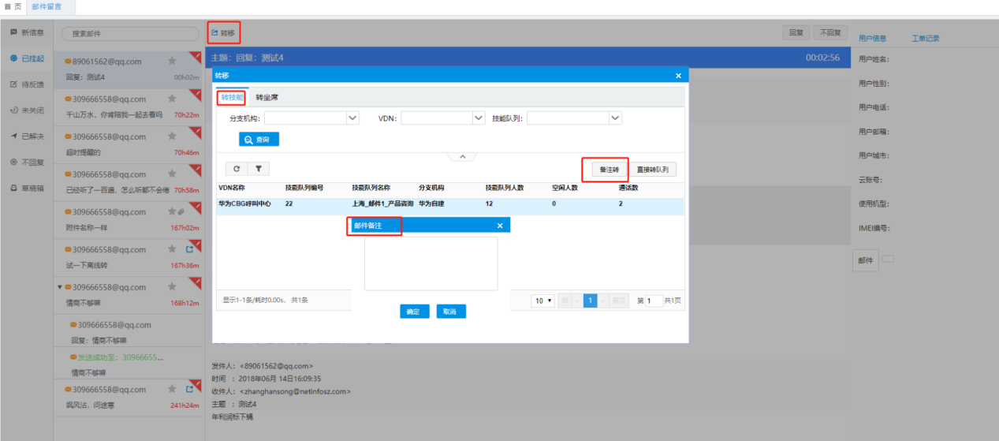 首 页 邮件留言
新信息
已挂起
待反馈
未关闭
已解决
不回复
草稿箱
搜索邮件
89061562@qq.com
回复：测试4 00h02m
309666558@qq.com
千山万水，你肯陪我一起去看吗 70h22m
309666558@qq.com
超时提醒的 70h46m
309666558@qq.com
已经听了一百遍，怎么听都不会倦 70h58m
309666558@qq.com
附件名称一样 167h02m
309666558@qq.com
试一下离线转 167h36m
309666558@qq.com
情商不够嘛 168h12m
309666558@qq.com
回复：情商不够嘛
发送成功至：30966655...
情商不够嘛
309666558@qq.com
飒风沾，问途寒 241h24m
转移 回复 不回复
主题：回复：测试4 00:02:56
转移 ×
转技能 转坐席
分支机构： VDN： 技能队列：
查询
备注转 直接转队列
VDN名称 技能队列编号 技能队列名称 分支机构 技能队列人数 空闲人数 通话数
华为CBG呼叫中心 22 上海_邮件1_产品咨询 华为自建 12 0 2
邮件备注 ×
显示1-1条/耗时0.00s， 共1条 10 < 1 > 第 1 共1页
确定 取消
发件人：<89061562@qq.com>
时间 ：2018年06月 14日16:09:35
收件人：<zhanghansong@netinfosz.com>
主题 ：测试4
年利润标下蝇
用户信息 工单记录
用户姓名：
用户性别：
用户电话：
用户邮箱：
用户城市：
云账号：
使用机型：
IMEI编号：
邮件